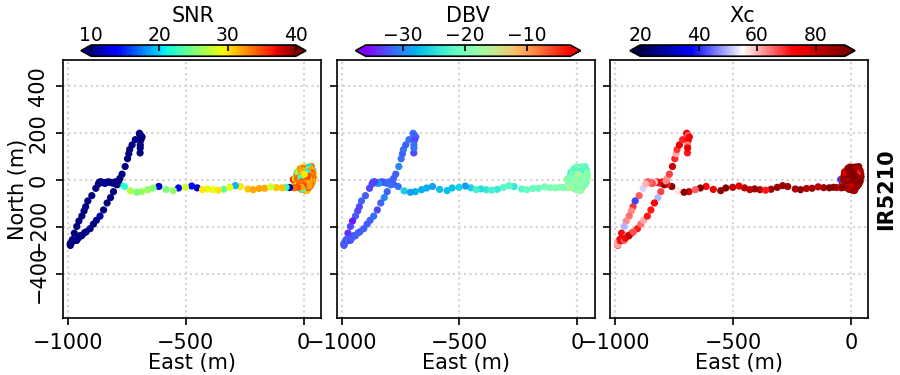 SNR DBV Xc
10 20 30 40 −30 −20 −10 20 40 60 80
North (m)
400
200
0
−200
−400
IR5210
−1000 −500 0 −1000 −500 0 −1000 −500 0
East (m) East (m) East (m)